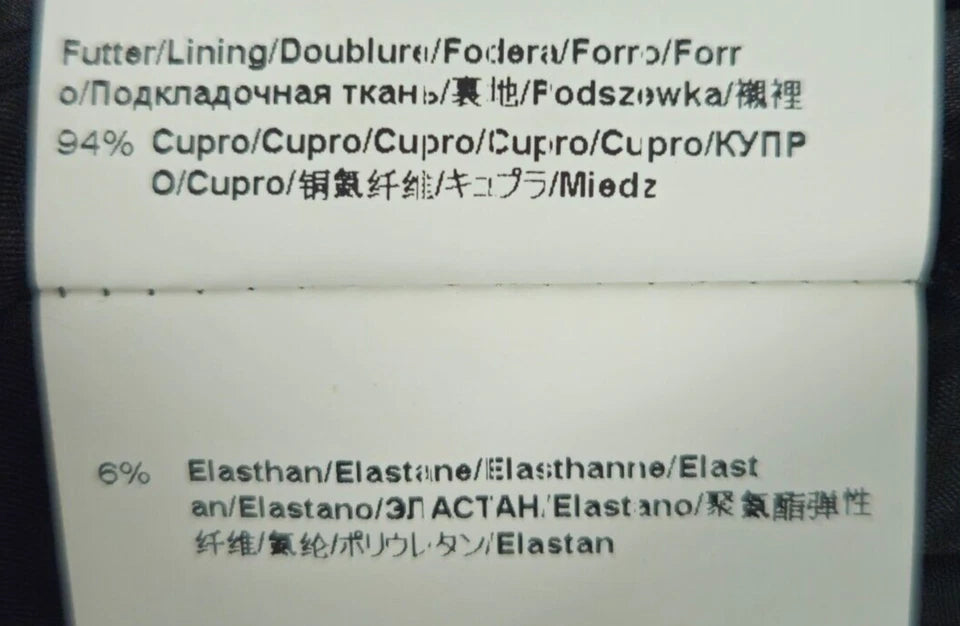 Futter/Lining/Doublure/Fodera/Forro/Forr
o/Подкладочная ткань/裏地/Podszewka/襯裡
94% Cupro/Cupro/Cupro/Cupro/Cupro/КУПР
O/Cupro/铜氨纤维/キュプラ/Miedz
6% Elasthan/Elastane/Elasthanne/Elast
an/Elastano/ЭЛАСТАН/Elastano/聚氨酯弹性
纤维/氨纶/ポリウレタン/Elastan